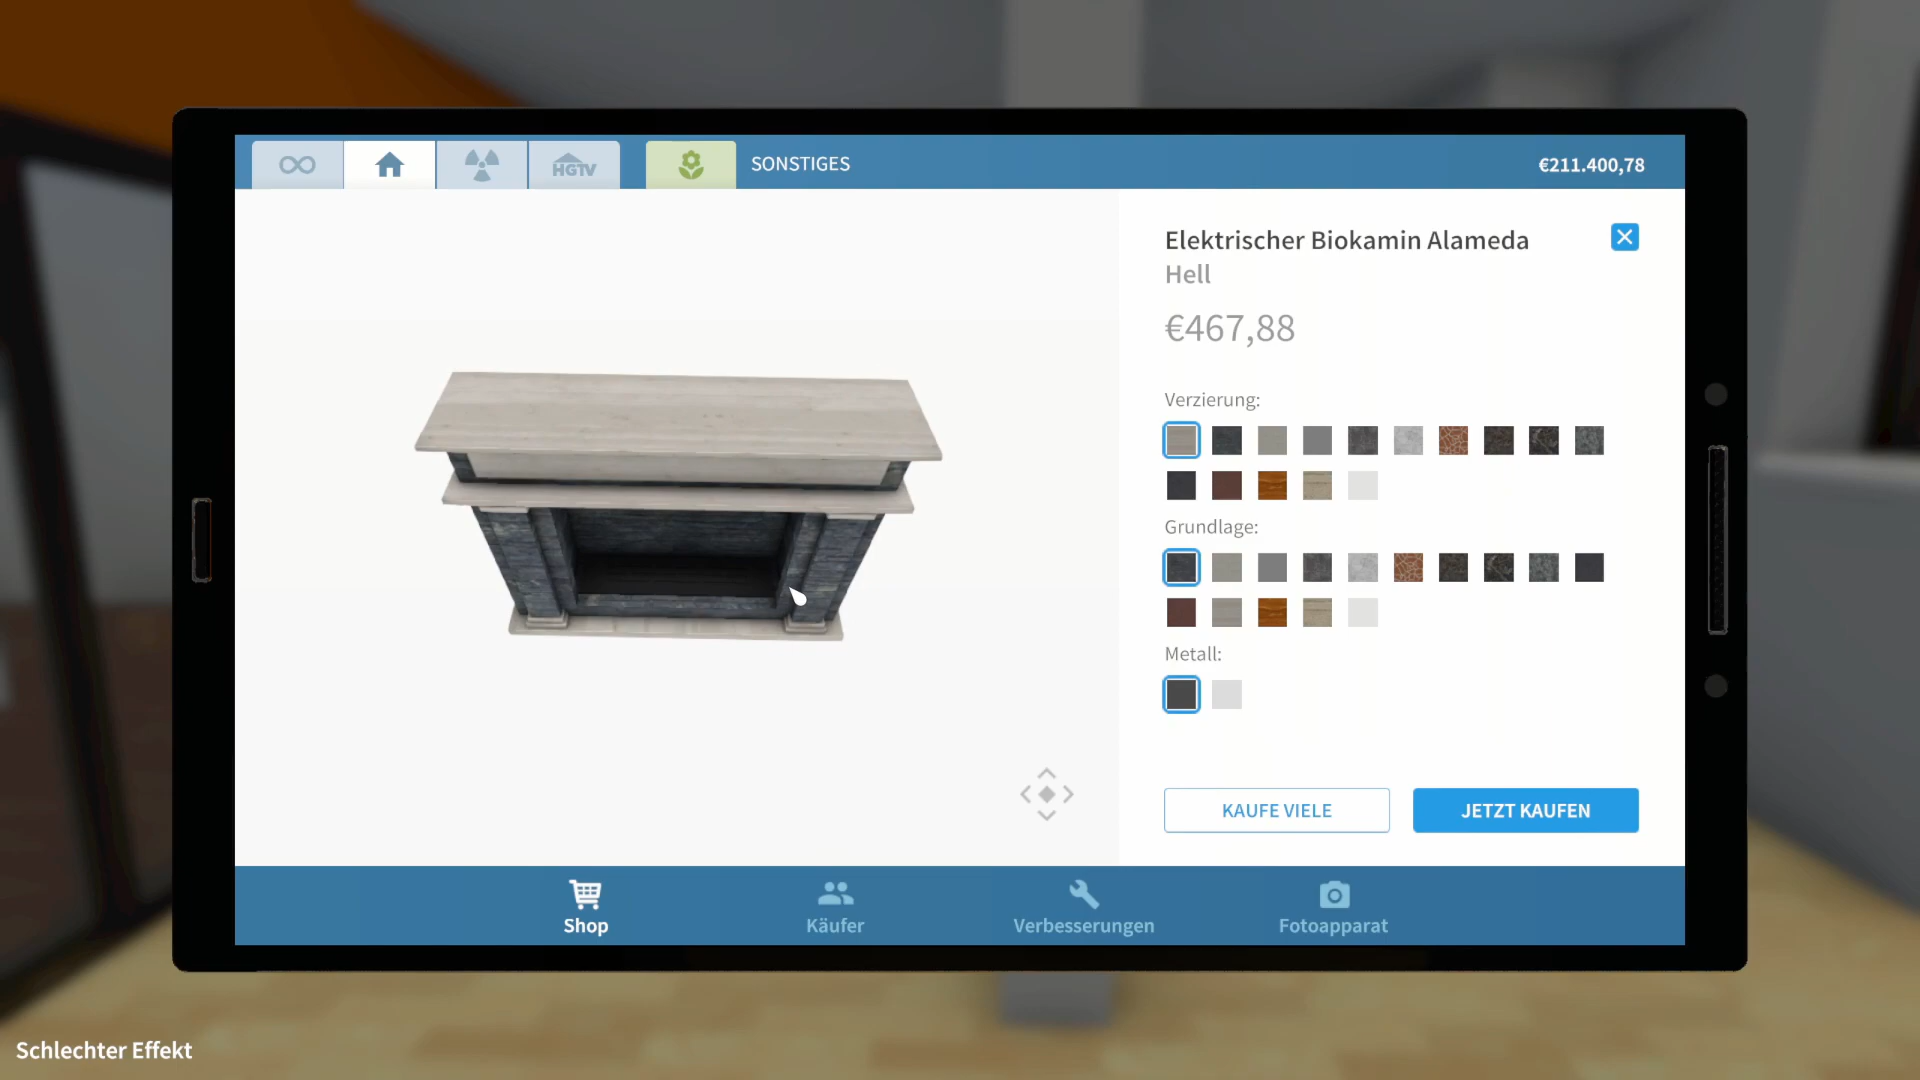 HGTV
SONSTIGES
€211.400,78
Elektrischer Biokamin Alameda
Hell
€467,88
Verzierung:
Grundlage:
Metall:
KAUFE VIELE
JETZT KAUFEN
Shop
Käufer
Verbesserungen
Fotoapparat
Schlechter Effekt